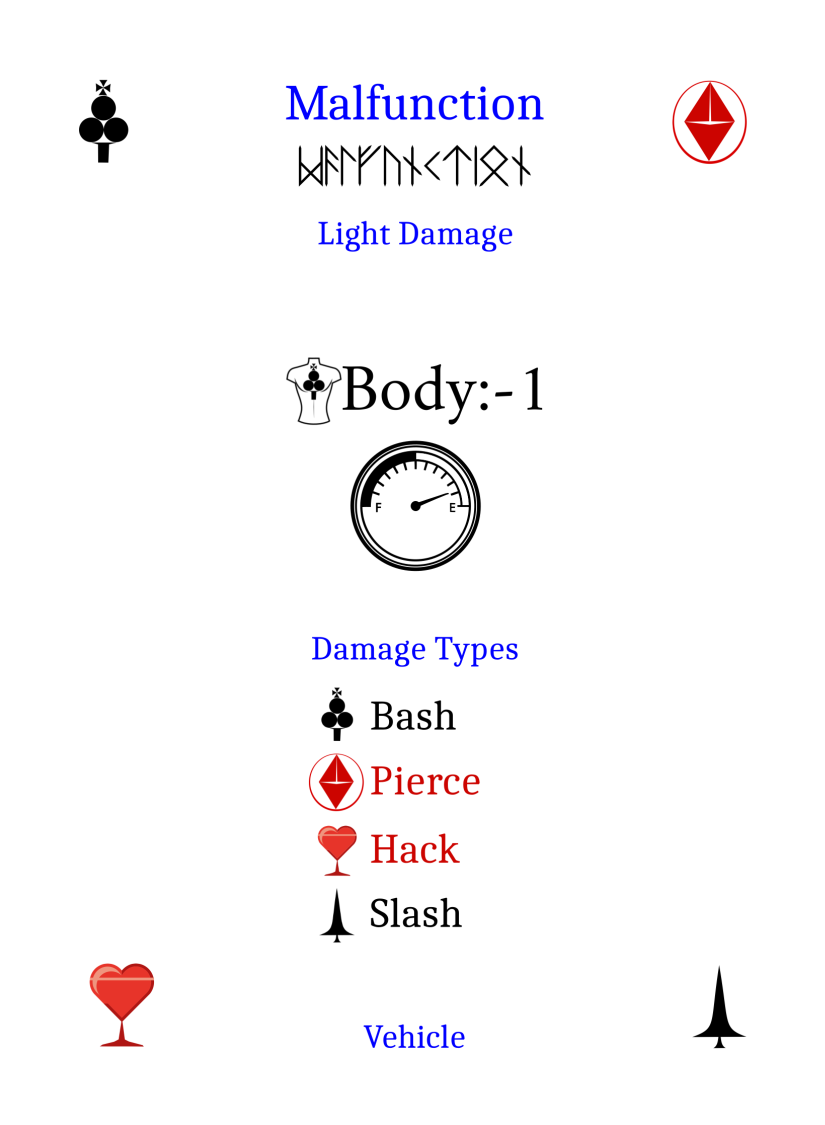 Malfunction
ᛗᚨᛚᚠᚢᚾᚲᛏᛁᛟᚾ
Light Damage
Body:-1
F E
Damage Types
Bash
Pierce
Hack
Slash
Vehicle